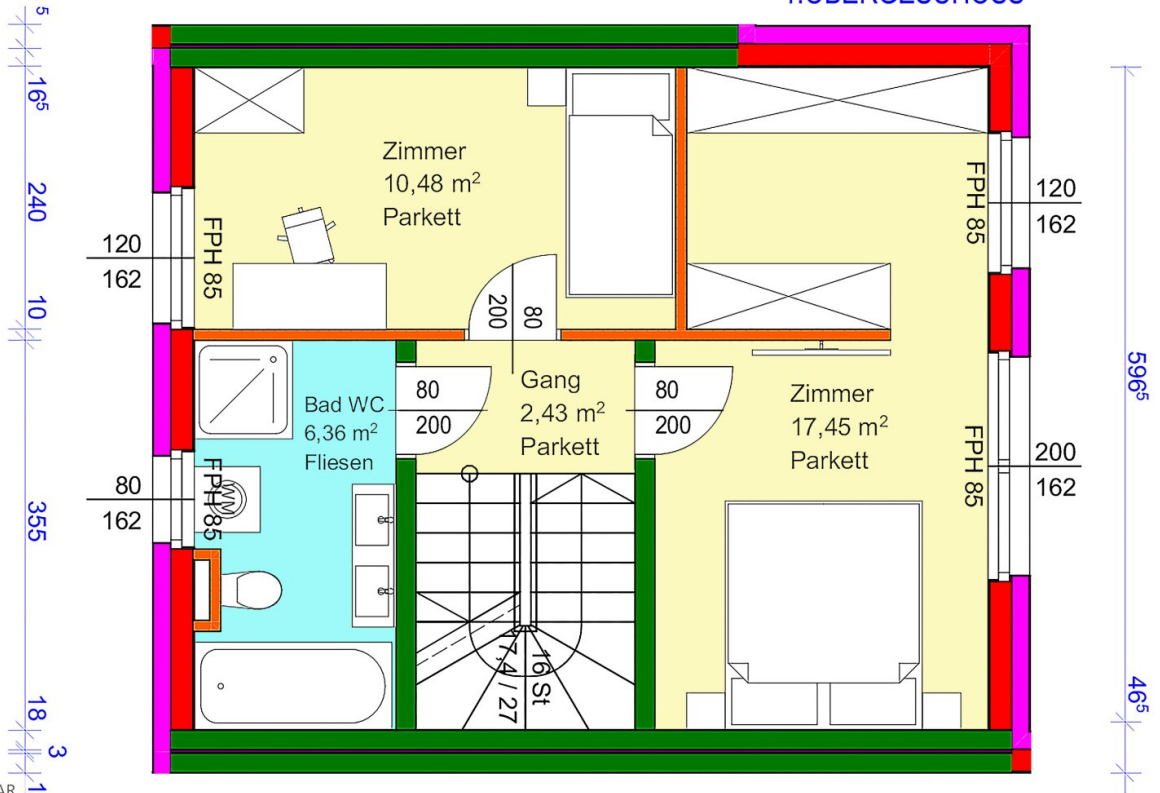 5
16⁵
240
10
355
18
3
1
120
162
FPH 85
80
162
FPH 85
Zimmer
10,48 m²
Parkett
80
200
Bad WC
6,36 m²
Fliesen
WM
80
200
Gang
2,43 m²
Parkett
80
200
16 St
17,4 / 27
Zimmer
17,45 m²
Parkett
FPH 85
120
162
FPH 85
200
162
596⁵
46⁵
AR